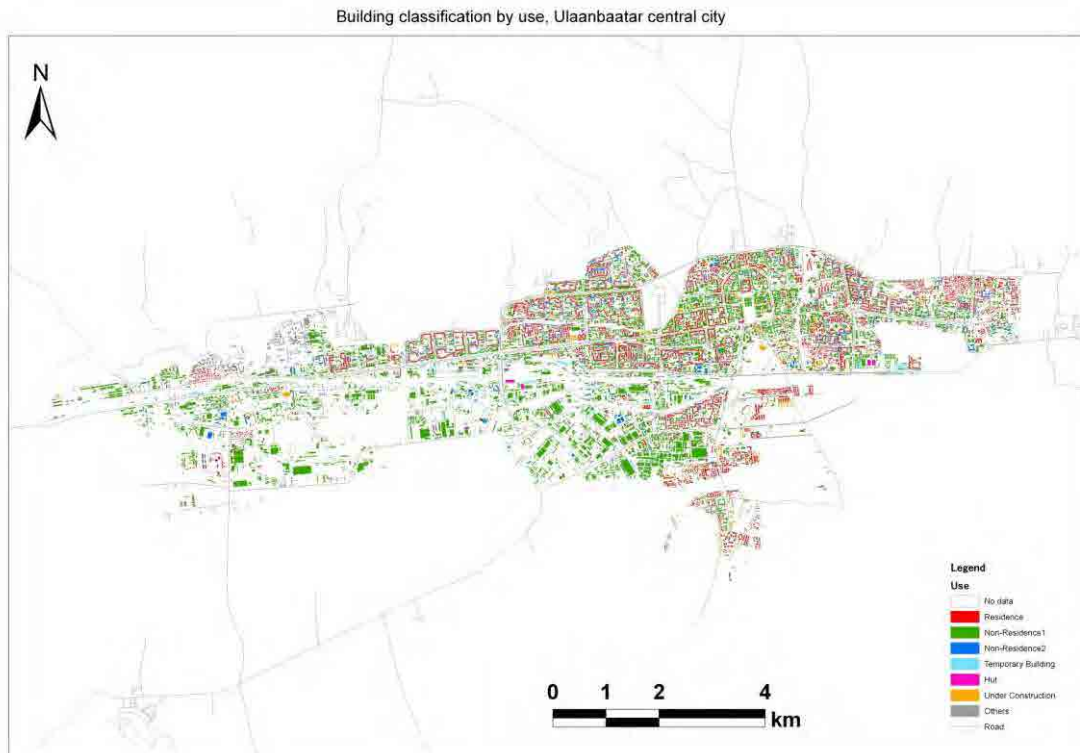 Building classification by use, Ulaanbaatar central city
N
Legend
Use
No data
Residence
Non-Residence1
Non-Residence2
Temporary Building
Hut
Under Construction
Others
Road
0 1 2 4
km